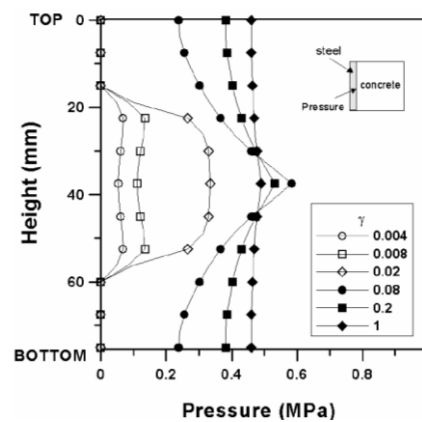 TOP
0
20
40
60
BOTTOM
Height (mm)
steel
concrete
Pressure
γ
0.004
0.008
0.02
0.08
0.2
1
0 0.2 0.4 0.6 0.8
Pressure (MPa)